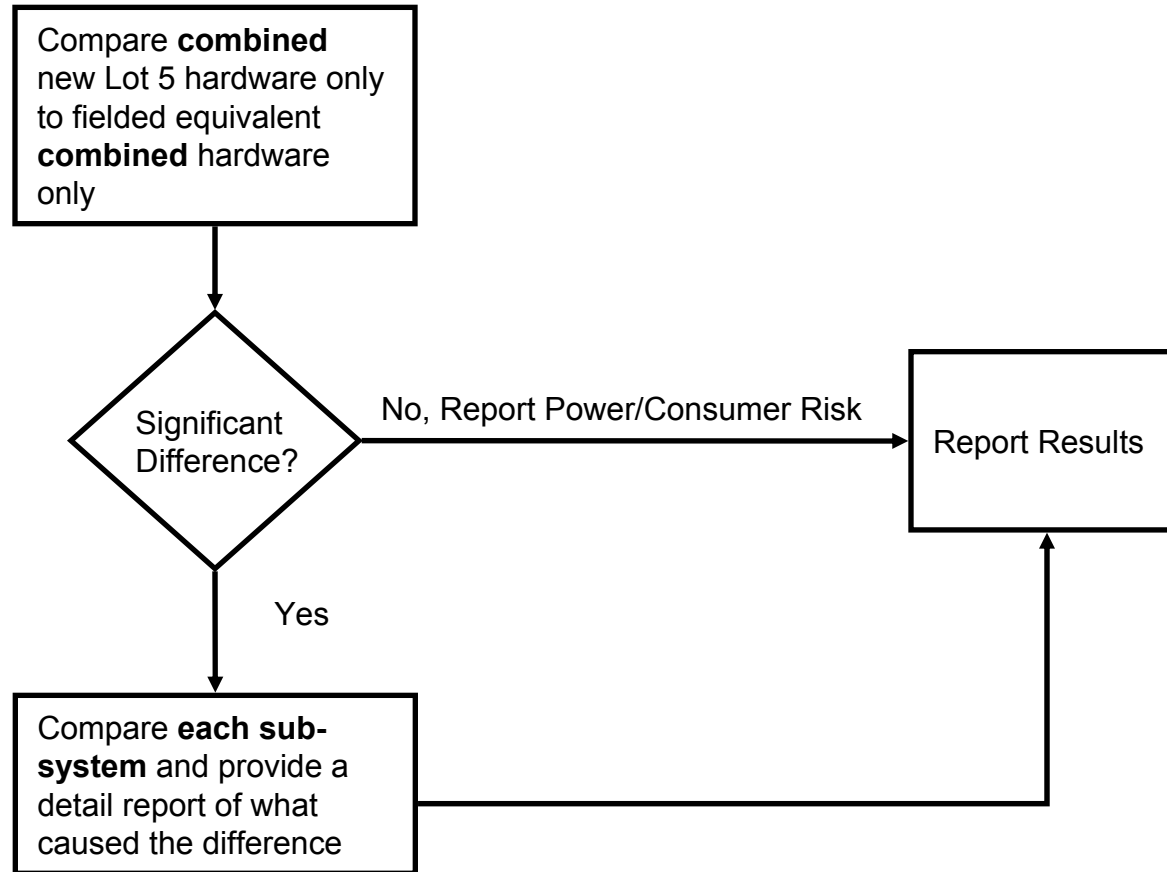 Compare combined
new Lot 5 hardware only
to fielded equivalent
combined hardware
only
Significant
Difference?
No, Report Power/Consumer Risk
Report Results
Yes
Compare each sub-
system and provide a
detail report of what
caused the difference